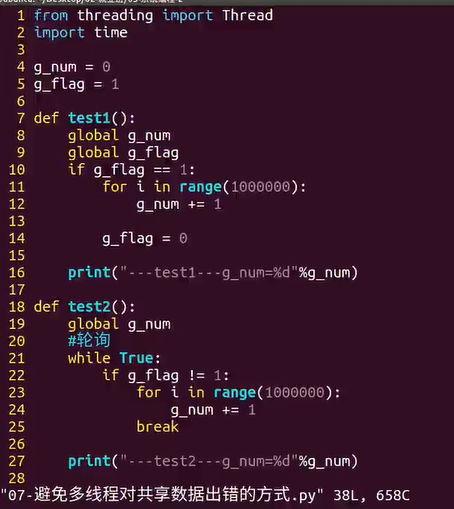 1 from threading import Thread
2 import time
3
4 g_num = 0
5 g_flag = 1
6
7 def test1():
8     global g_num
9     global g_flag
10     if g_flag == 1:
11         for i in range(1000000):
12             g_num += 1
13
14         g_flag = 0
15
16     print("---test1---g_num=%d"%g_num)
17
18 def test2():
19     global g_num
20     #轮询
21     while True:
22         if g_flag != 1:
23             for i in range(1000000):
24                 g_num += 1
25             break
26
27     print("---test2---g_num=%d"%g_num)
28
"07-避免多线程对共享数据出错的方式.py" 38L, 658C